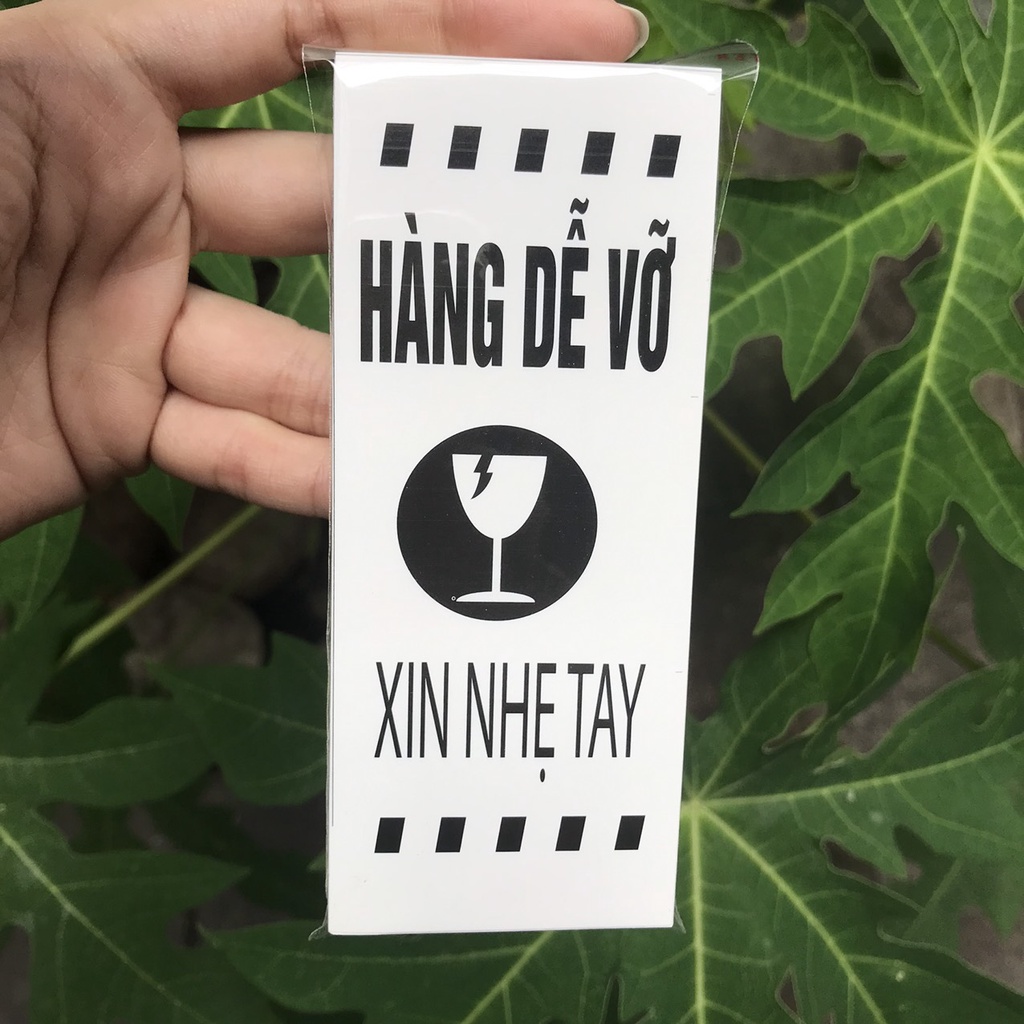 HÀNG DỄ VỠ
XIN NHẸ TAY